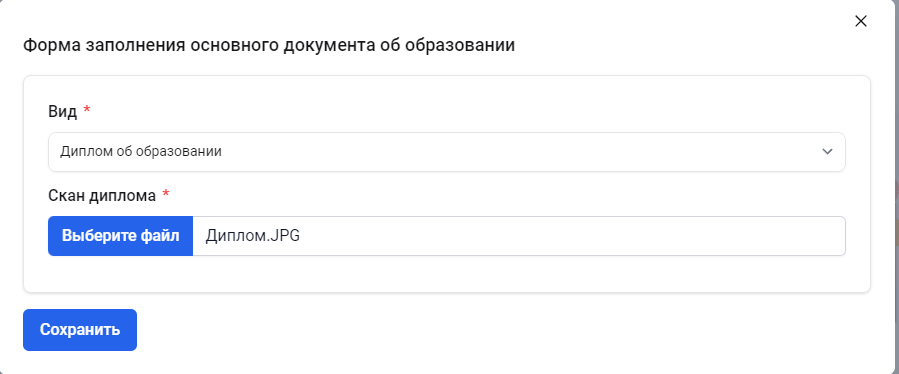 Форма заполнения основного документа об образовании
Вид *
Диплом об образовании
Скан диплома *
Выберите файл Диплом.JPG
Сохранить